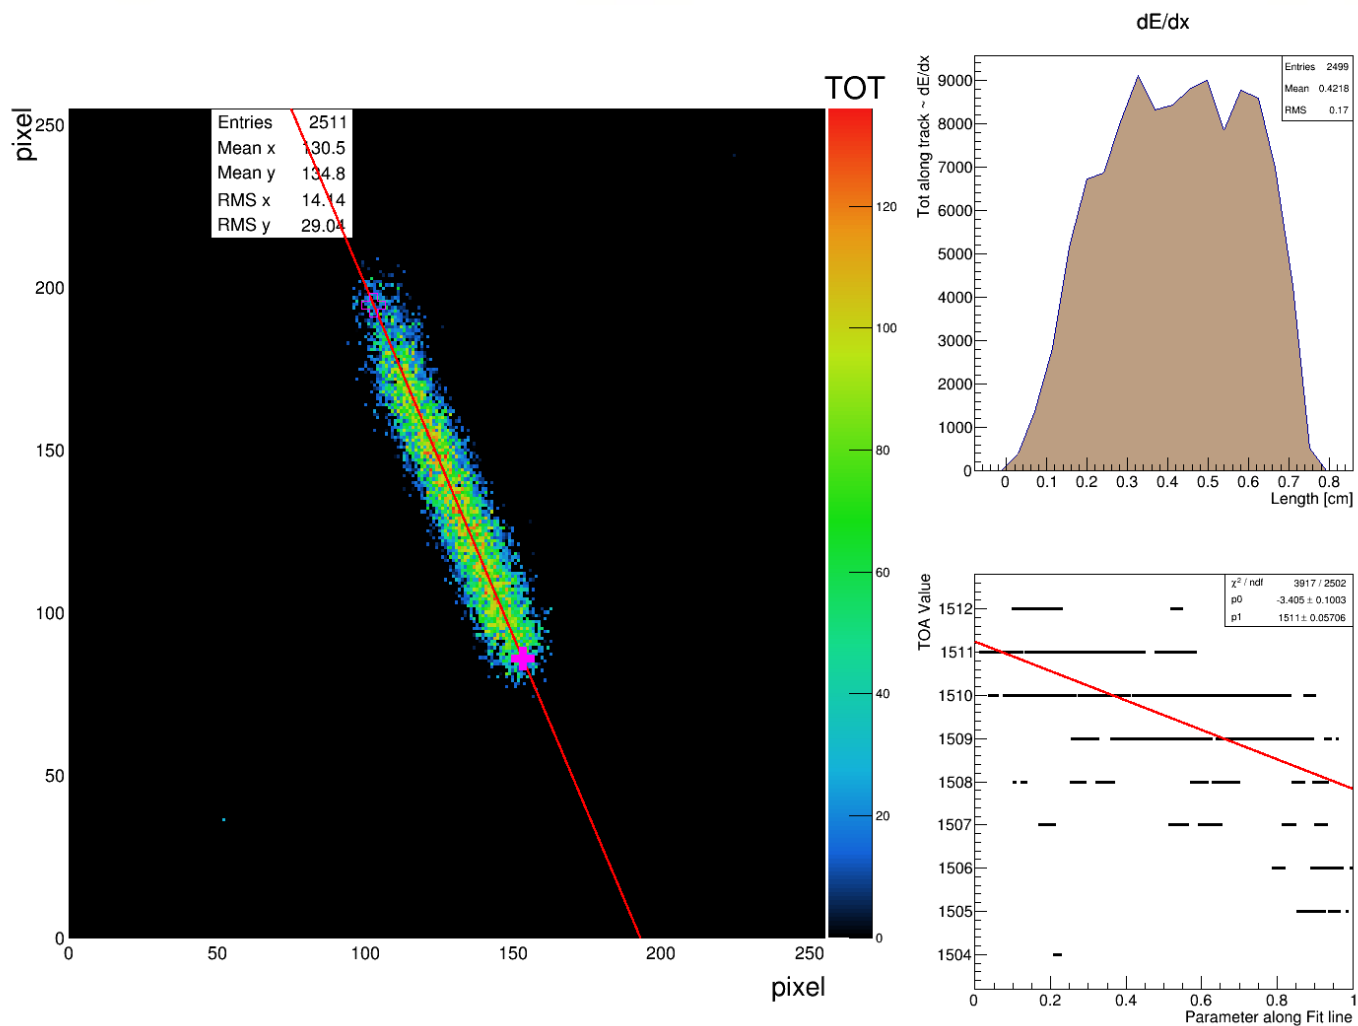 TOT
pixel
250
200
150
100
50
0
Entries 2511
Mean x 130.5
Mean y 134.8
RMS x 14.14
RMS y 29.04
0 50 100 150 200 250
pixel
120
100
80
60
40
20
0
dE/dx
Tot along track ~ dE/dx
9000
8000
7000
6000
5000
4000
3000
2000
1000
0
Entries 2499
Mean 0.4218
RMS 0.17
0 0.1 0.2 0.3 0.4 0.5 0.6 0.7 0.8
Length [cm]
TOA Value
1512
1511
1510
1509
1508
1507
1506
1505
1504
χ² / ndf 3917 / 2502
p0 -3.405 ± 0.1003
p1 1511 ± 0.05706
0 0.2 0.4 0.6 0.8 1
Parameter along Fit line